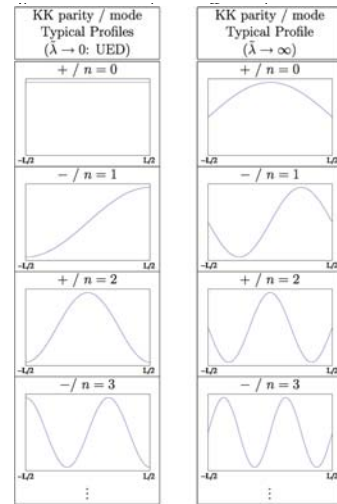 KK parity / mode
Typical Profiles
(λ̃ → 0: UED)
+ / n = 0
−L/2 L/2
− / n = 1
−L/2 L/2
+ / n = 2
−L/2 L/2
− / n = 3
−L/2 L/2
⋮
KK parity / mode
Typical Profile
(λ̃ → ∞)
+ / n = 0
−L/2 L/2
− / n = 1
−L/2 L/2
+ / n = 2
−L/2 L/2
− / n = 3
−L/2 L/2
⋮